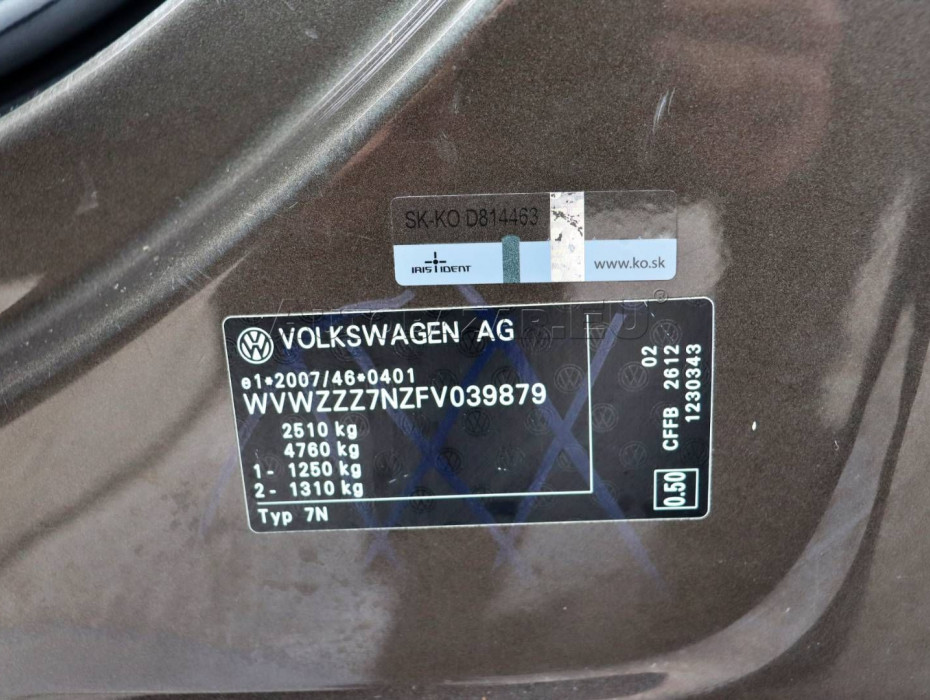 SK-KO D814463
IRIS IDENT
www.ko.sk
VOLKSWAGEN AG
e1*2007/46*0401
WVWZZZ7NZFV039879
2510 kg
4760 kg
1- 1250 kg
2- 1310 kg
Typ 7N
02
CFFB 2612
1230343
0.50